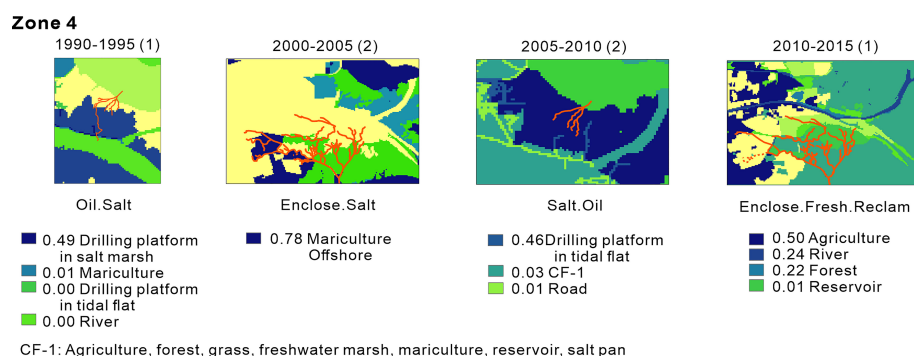 Zone 4
1990-1995 (1)
2000-2005 (2)
2005-2010 (2)
2010-2015 (1)
Oil.Salt
Enclose.Salt
Salt.Oil
Enclose.Fresh.Reclam
0.49 Drilling platform
in salt marsh
0.01 Mariculture
0.00 Drilling platform
in tidal flat
0.00 River
0.78 Mariculture
Offshore
0.46Drilling platform
in tidal flat
0.03 CF-1
0.01 Road
0.50 Agriculture
0.24 River
0.22 Forest
0.01 Reservoir
CF-1: Agriculture, forest, grass, freshwater marsh, mariculture, reservoir, salt pan